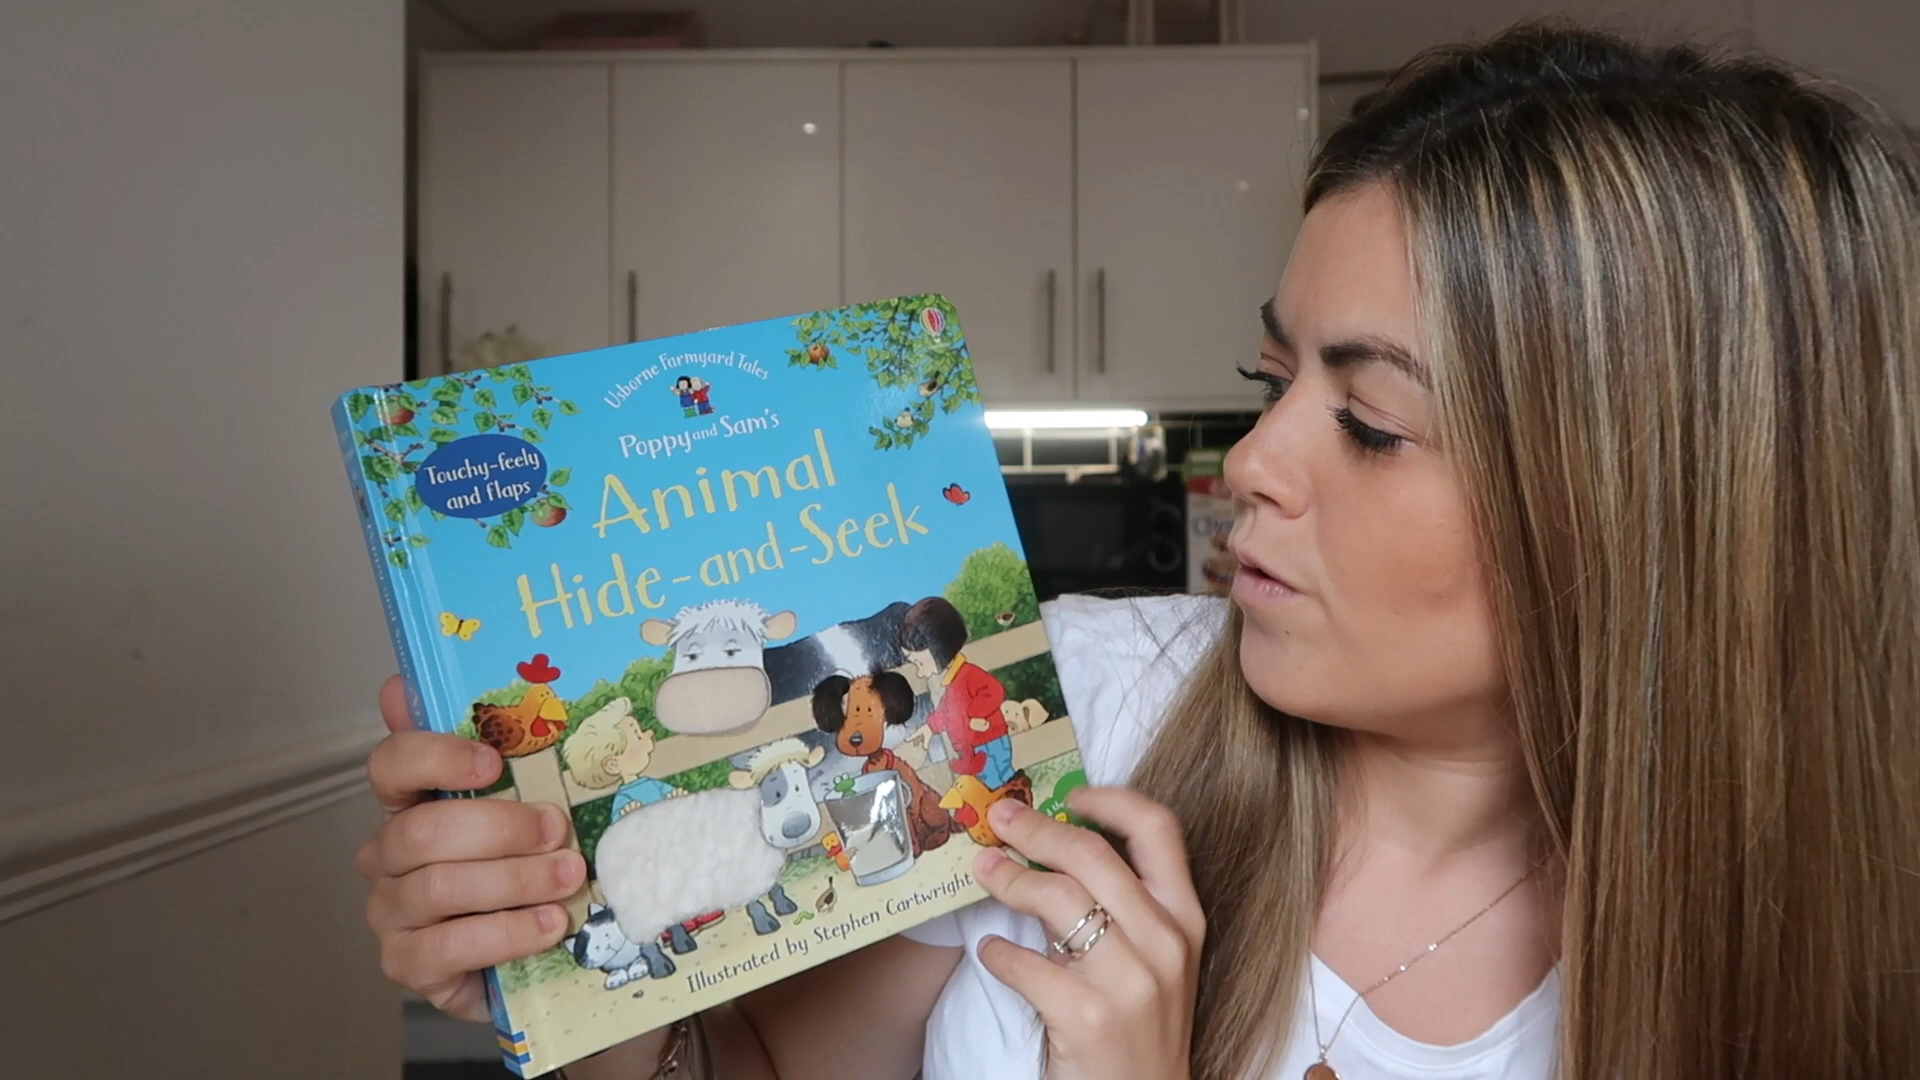 Usborne Farmyard Tales
Poppy and Sam's
Animal
Hide-and-Seek
Touchy-feely
and flaps
Illustrated by Stephen Cartwright